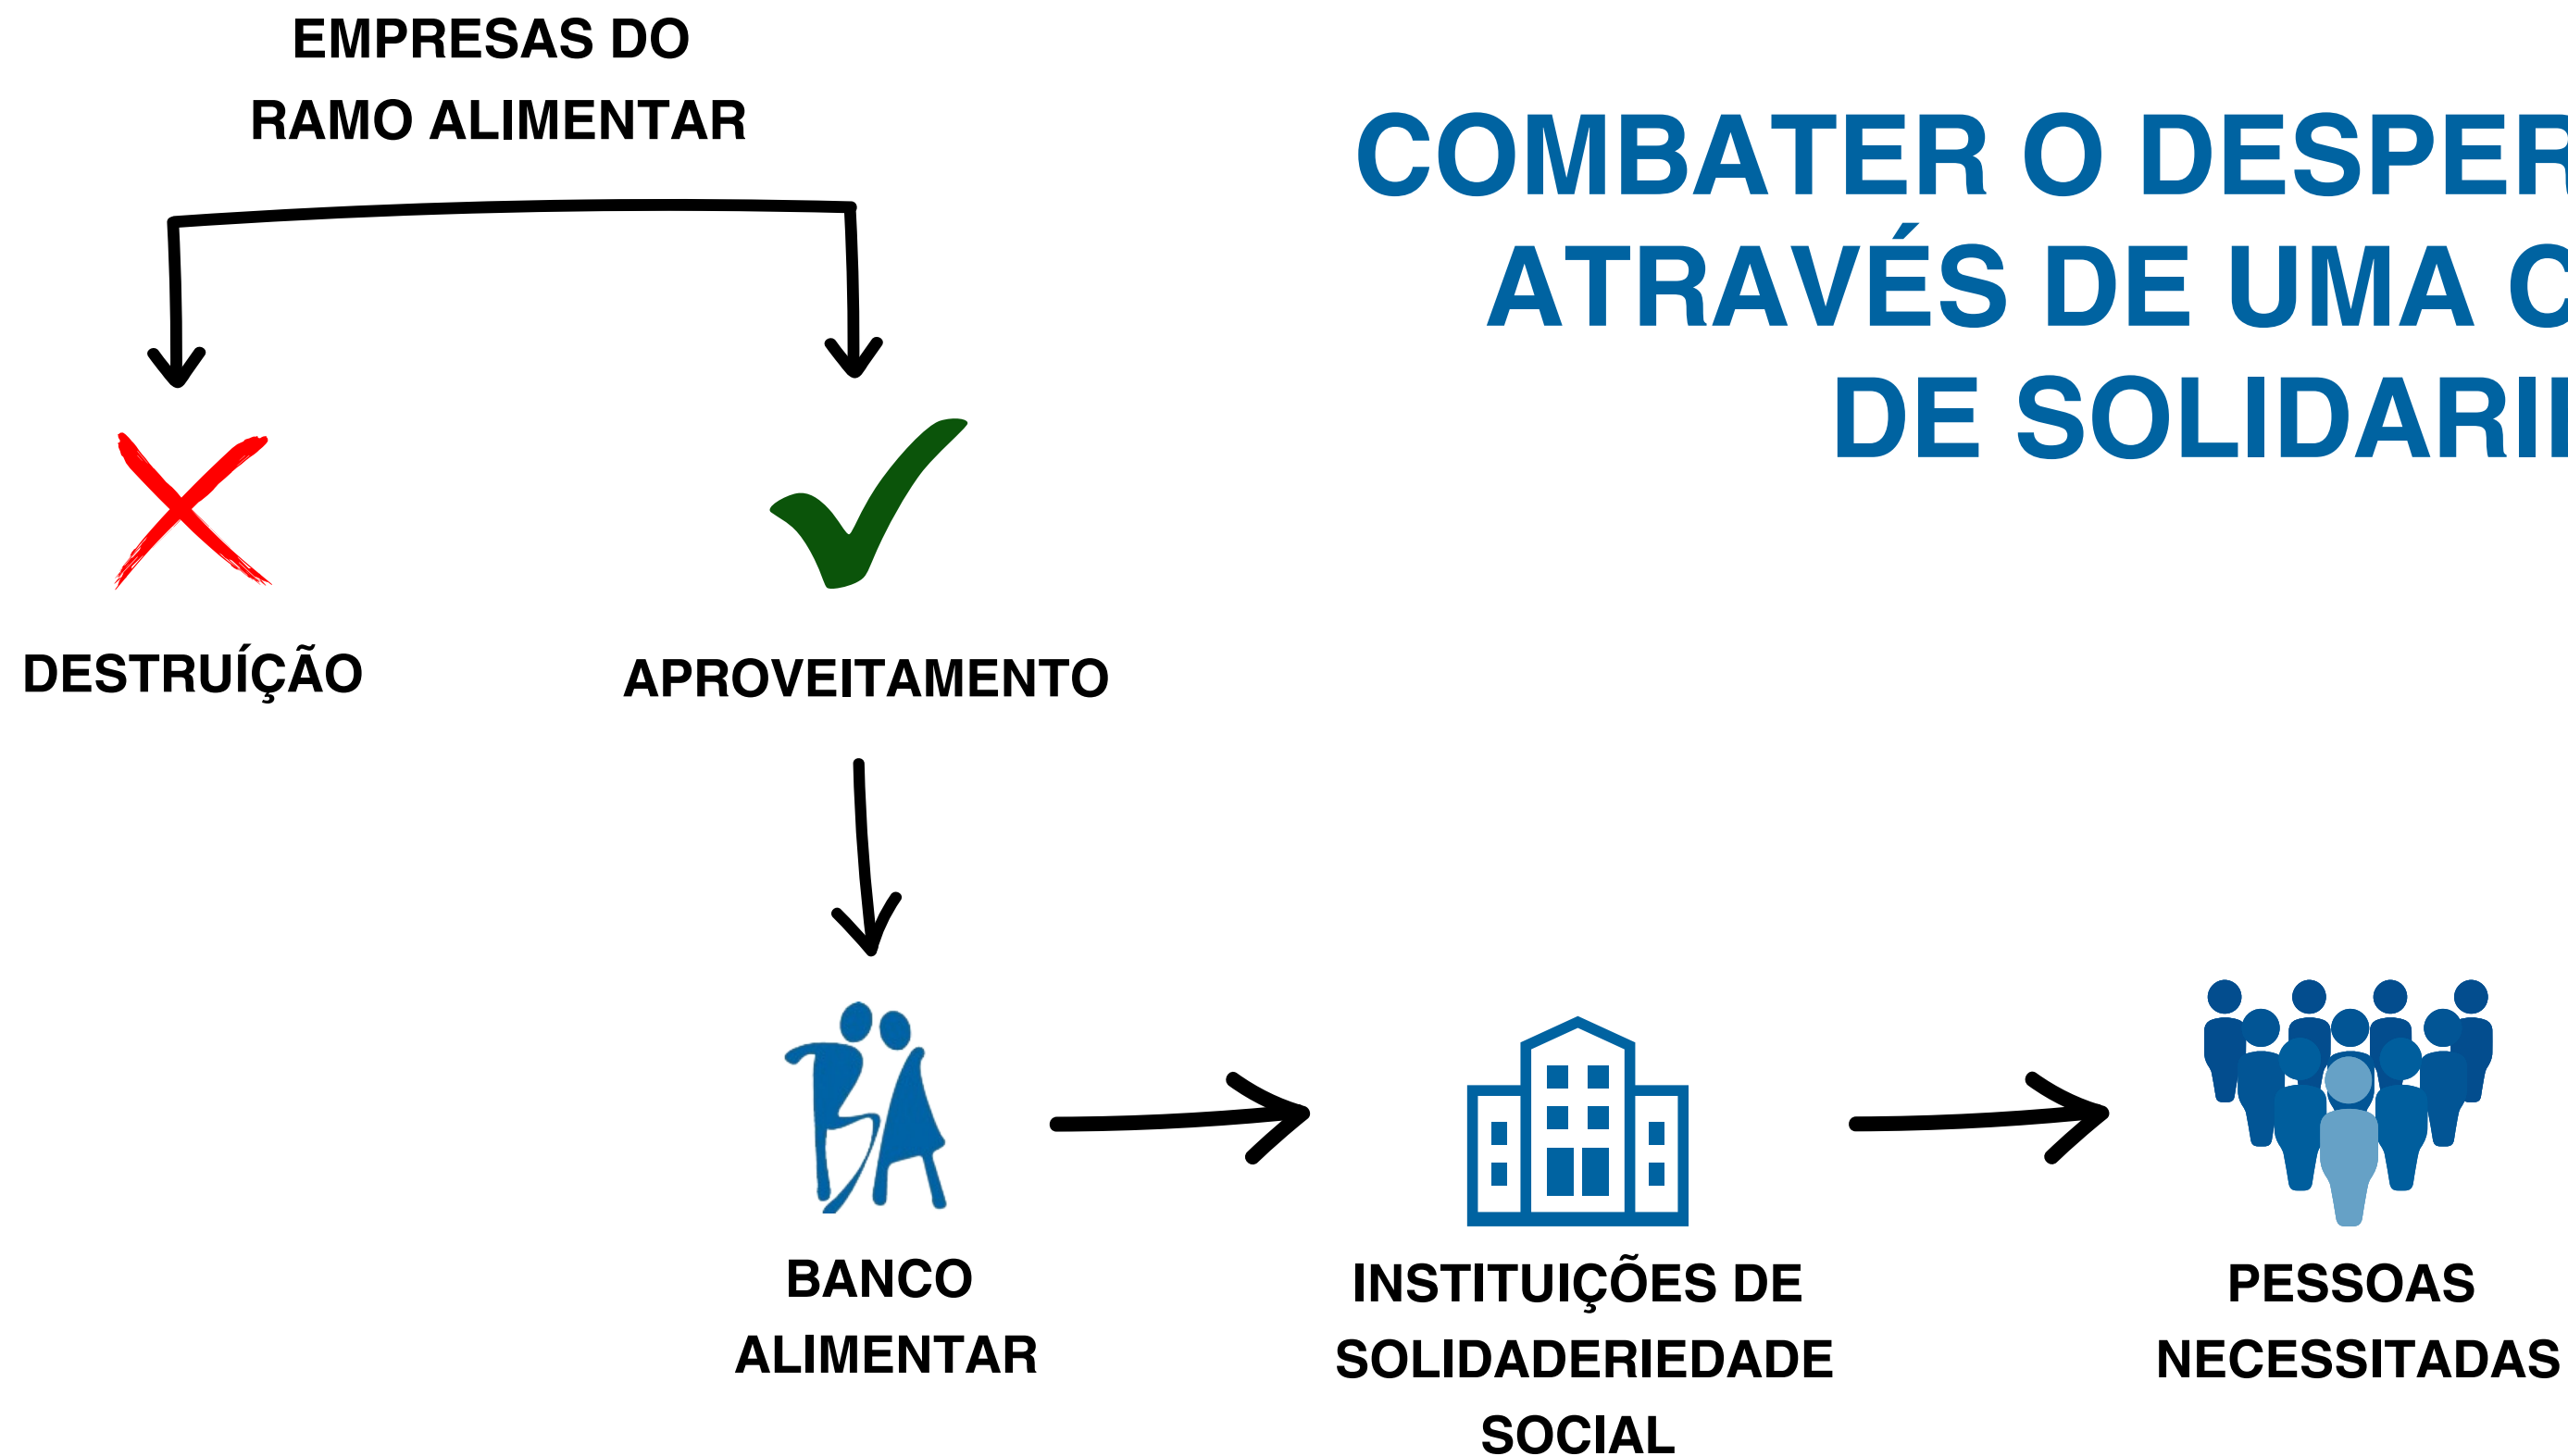 EMPRESAS DO
RAMO ALIMENTAR
COMBATER O DESPER
ATRAVÉS DE UMA C
DE SOLIDARI
DESTRUÍÇÃO
APROVEITAMENTO
BANCO
ALIMENTAR
INSTITUIÇÕES DE
SOLIDADERIEDADE
SOCIAL
PESSOAS
NECESSITADAS